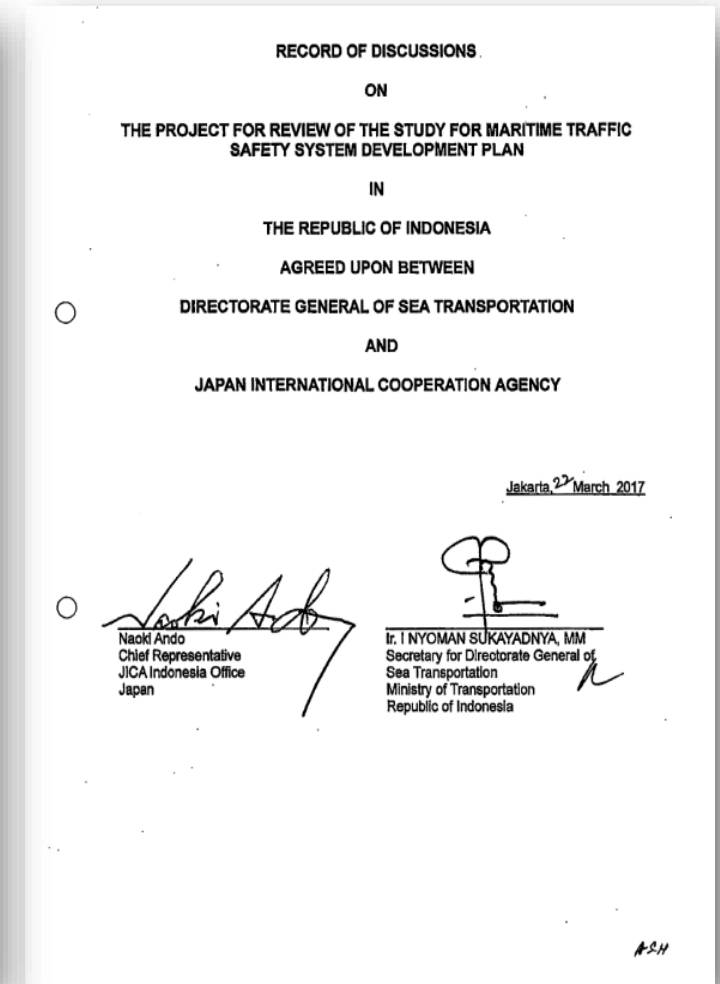 RECORD OF DISCUSSIONS
ON
THE PROJECT FOR REVIEW OF THE STUDY FOR MARITIME TRAFFIC
SAFETY SYSTEM DEVELOPMENT PLAN
IN
THE REPUBLIC OF INDONESIA
AGREED UPON BETWEEN
DIRECTORATE GENERAL OF SEA TRANSPORTATION
AND
JAPAN INTERNATIONAL COOPERATION AGENCY
Jakarta, 22 March 2017
Naoki Ando
Naoki Ando
Chief Representative
JICA Indonesia Office
Japan
Ir. I NYOMAN SUKAYADNYA, MM
Secretary for Directorate General of
Sea Transportation
Ministry of Transportation
Republic of Indonesia
ASH